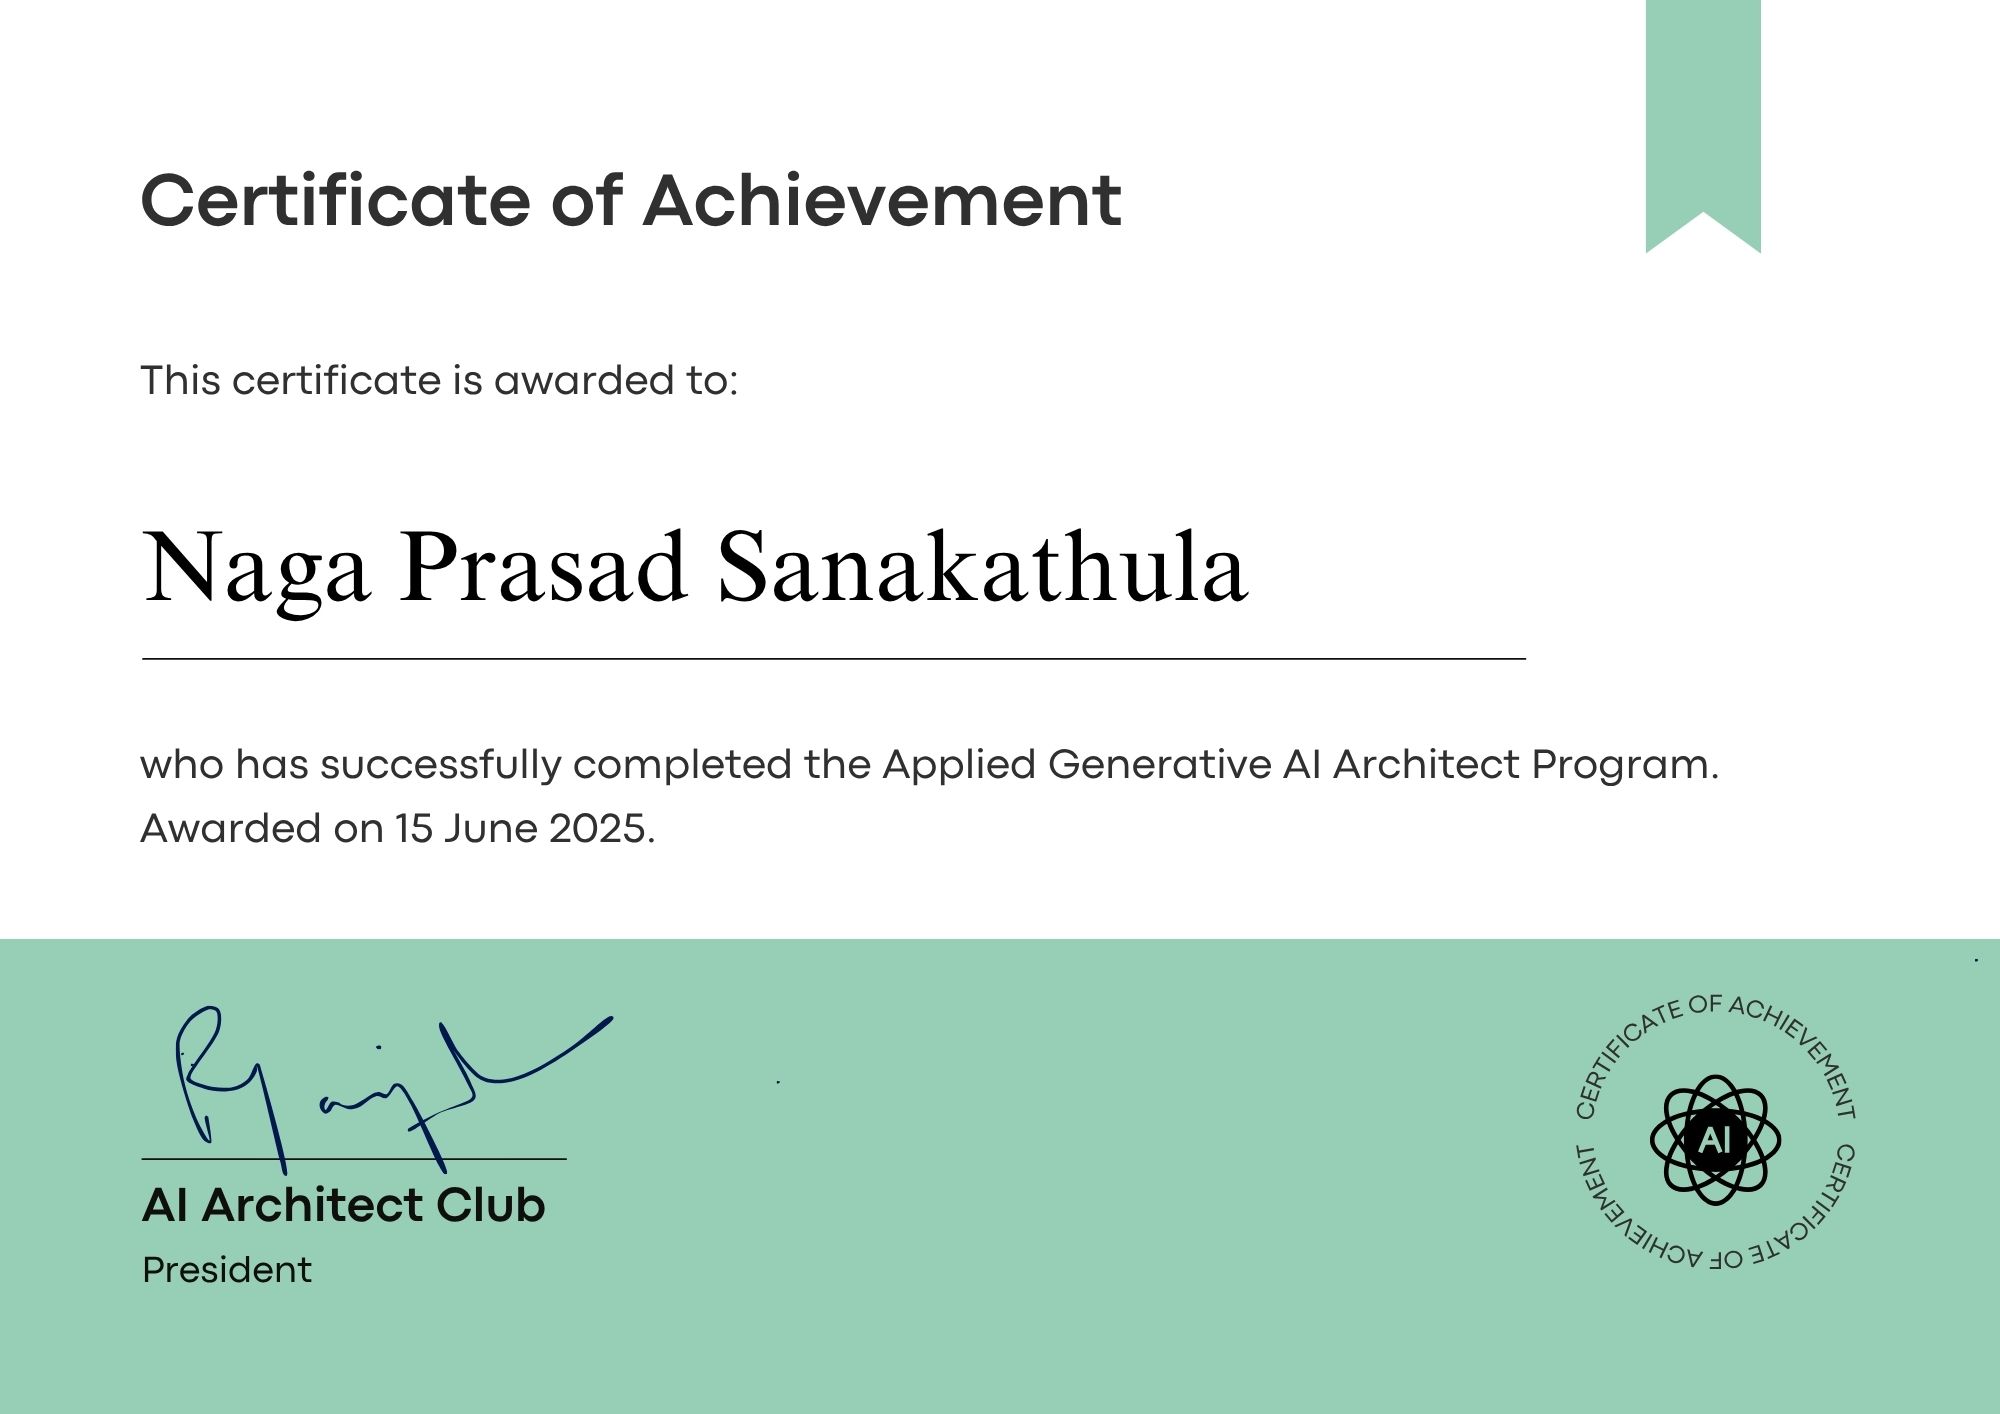 Certificate of Achievement
This certificate is awarded to:
Naga Prasad Sanakathula
who has successfully completed the Applied Generative AI Architect Program.
Awarded on 15 June 2025.
AI Architect Club
President
CERTIFICATE OF ACHIEVEMENT
CERTIFICATE OF ACHIEVEMENT
AI